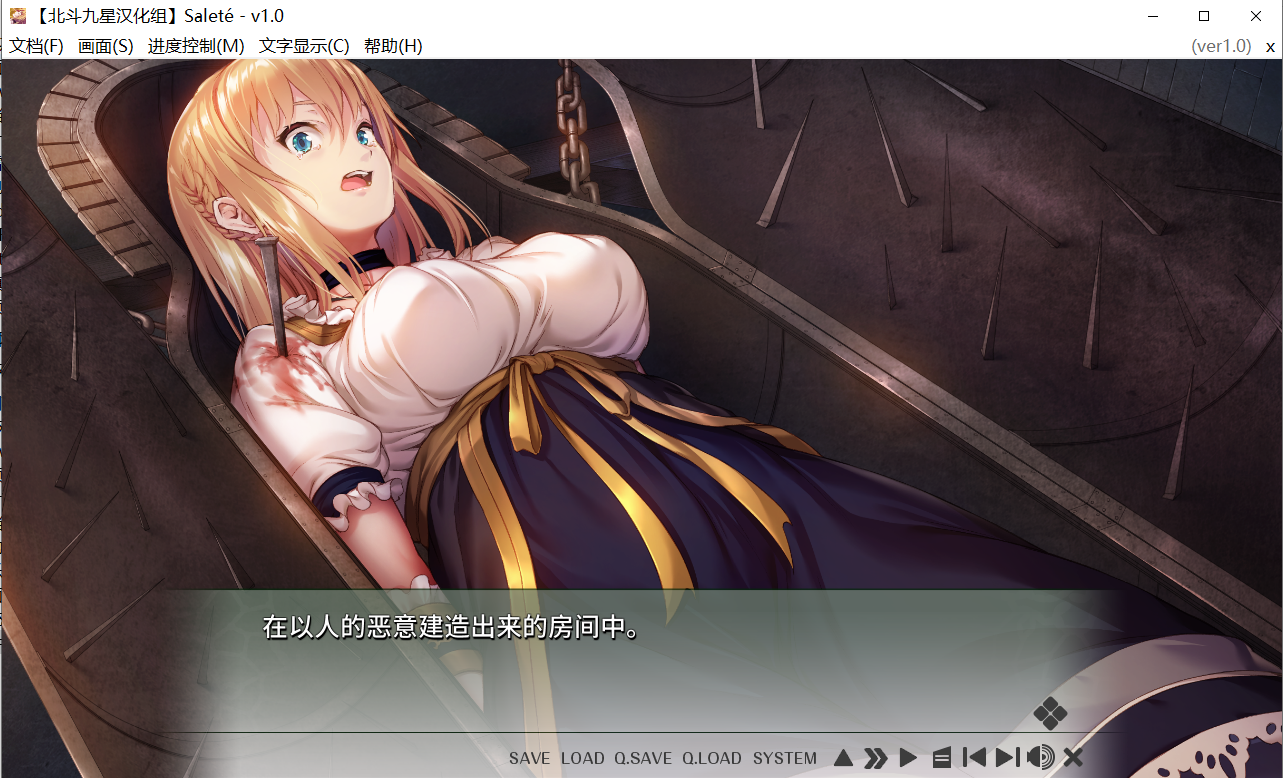 【北斗九星汉化组】Saleté - v1.0
文档(F) 画面(S) 进度控制(M) 文字显示(C) 帮助(H) (ver1.0) x
在以人的恶意建造出来的房间中。
SAVE LOAD Q.SAVE Q.LOAD SYSTEM